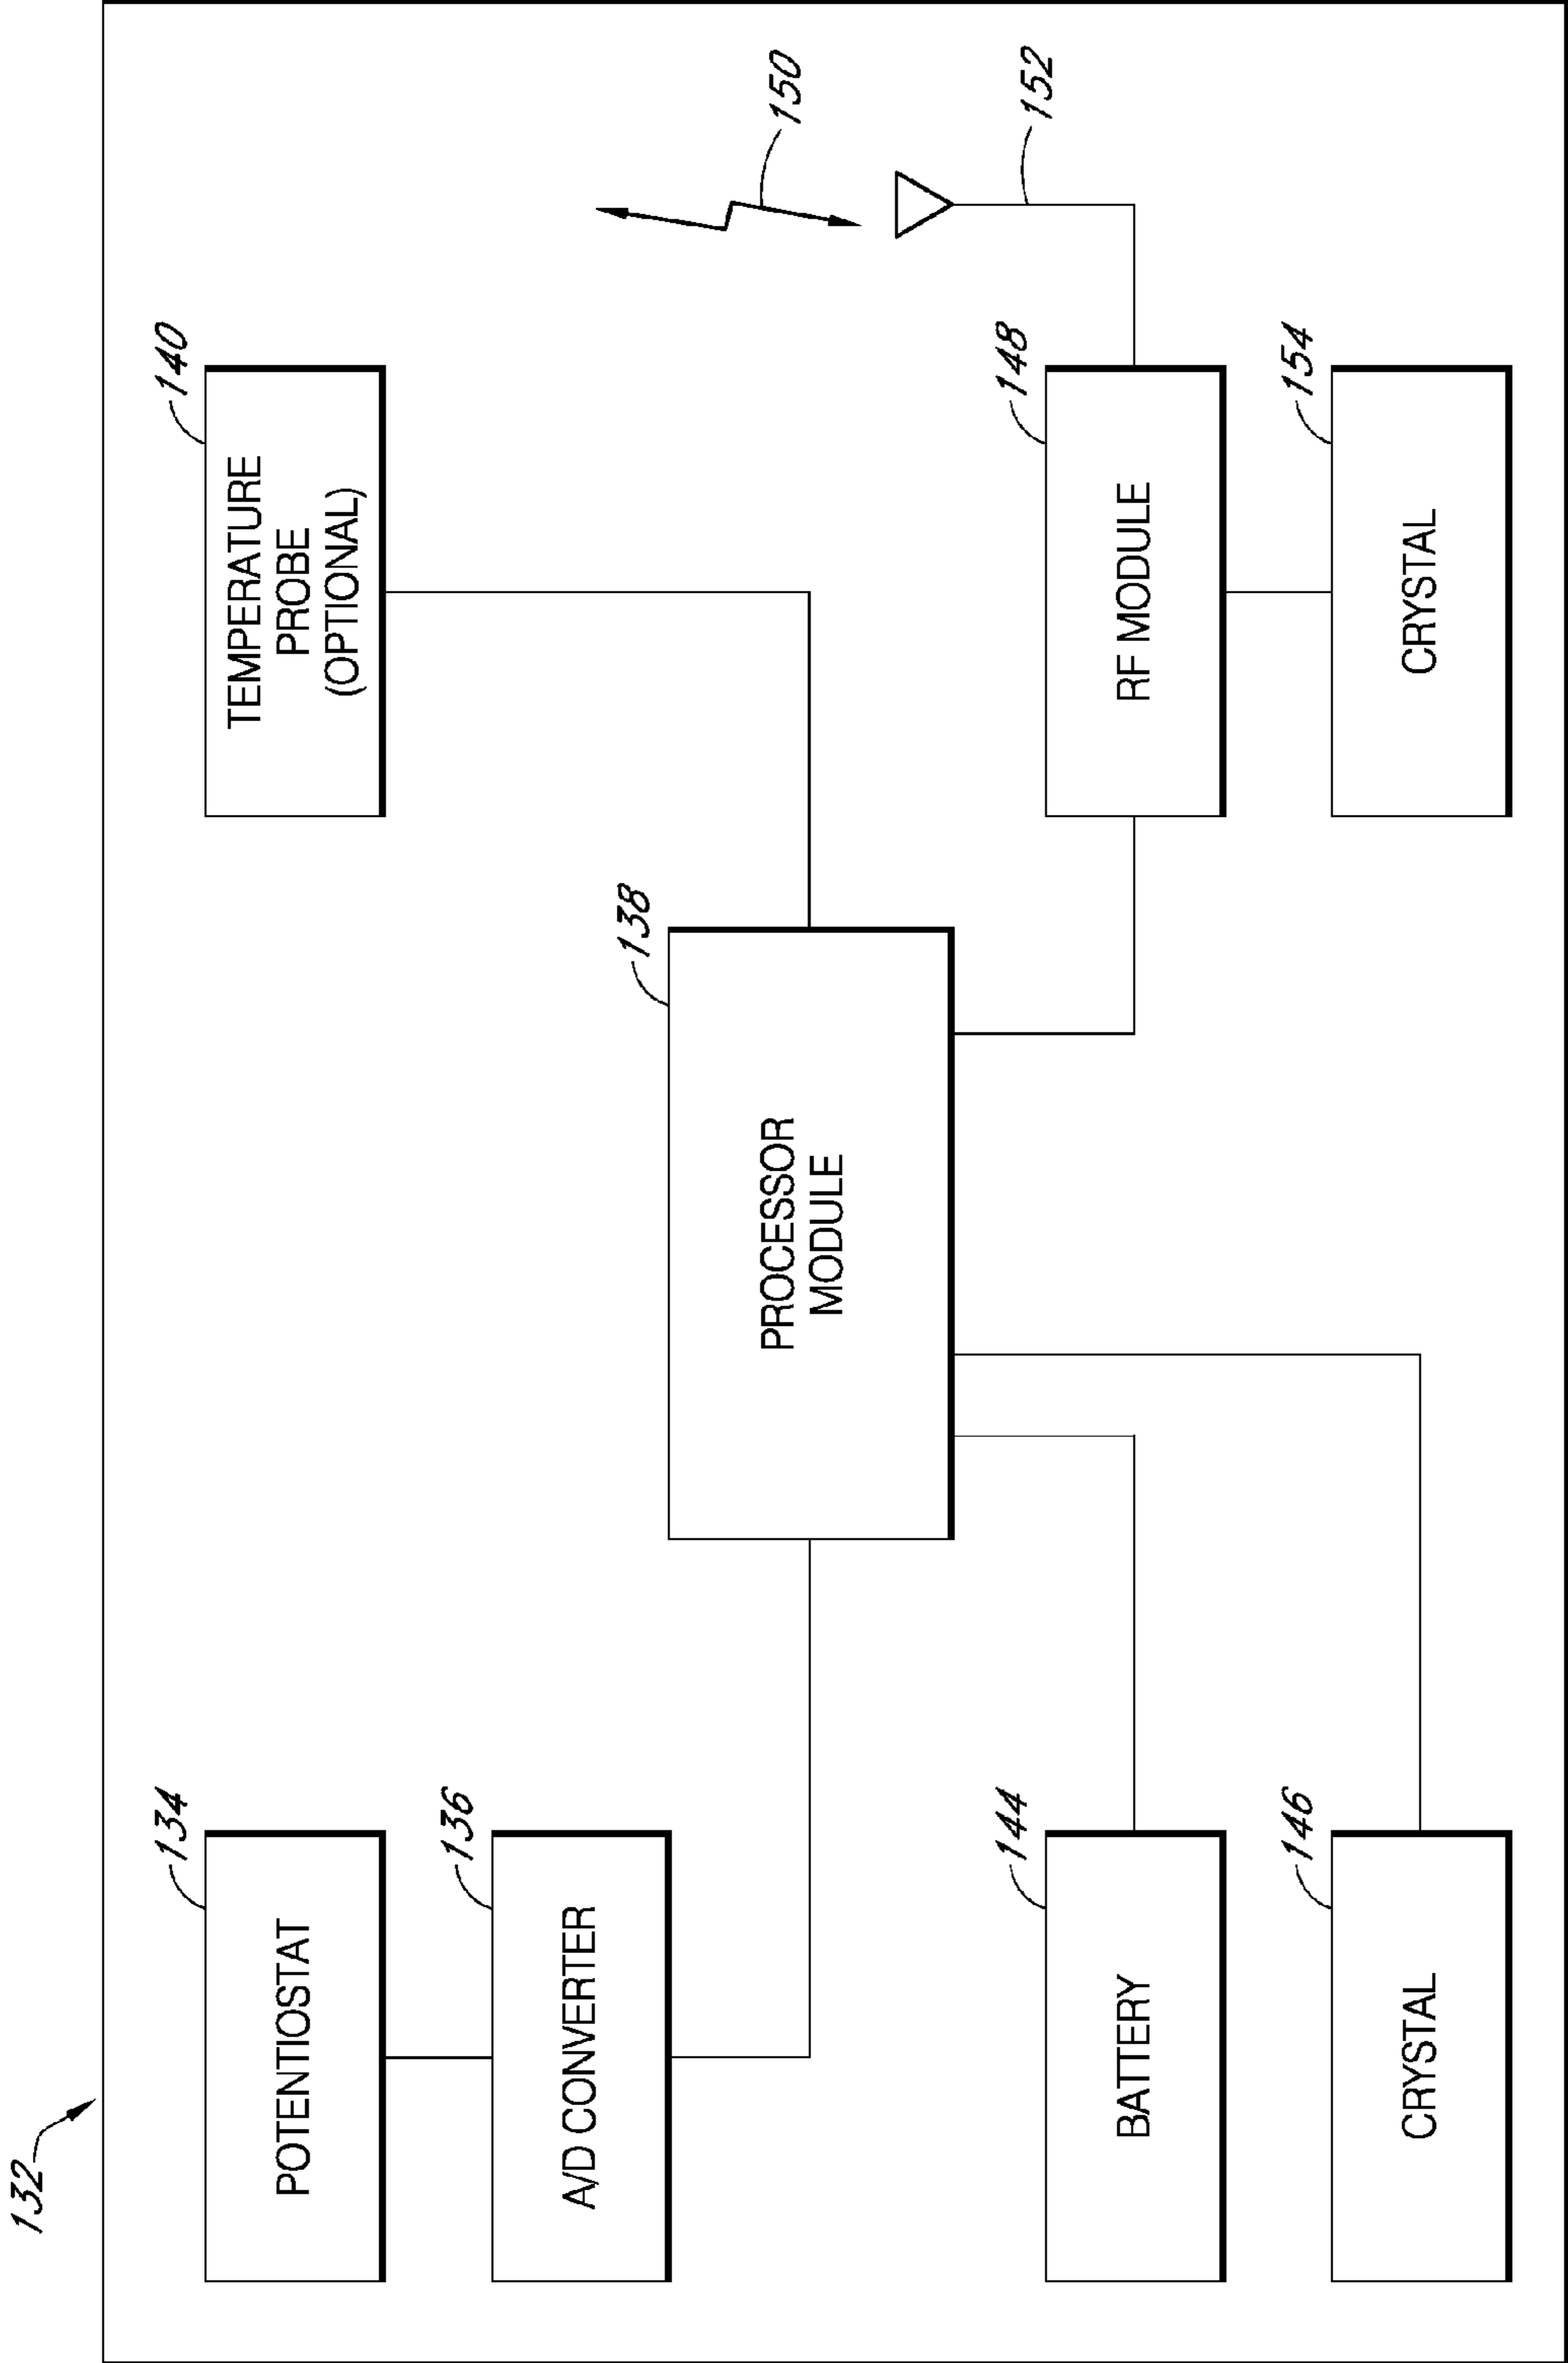 132
134
POTENTIOSTAT
136
A/D CONVERTER
140
TEMPERATURE
PROBE
(OPTIONAL)
138
PROCESSOR
MODULE
150
152
144
BATTERY
148
RF MODULE
146
CRYSTAL
154
CRYSTAL